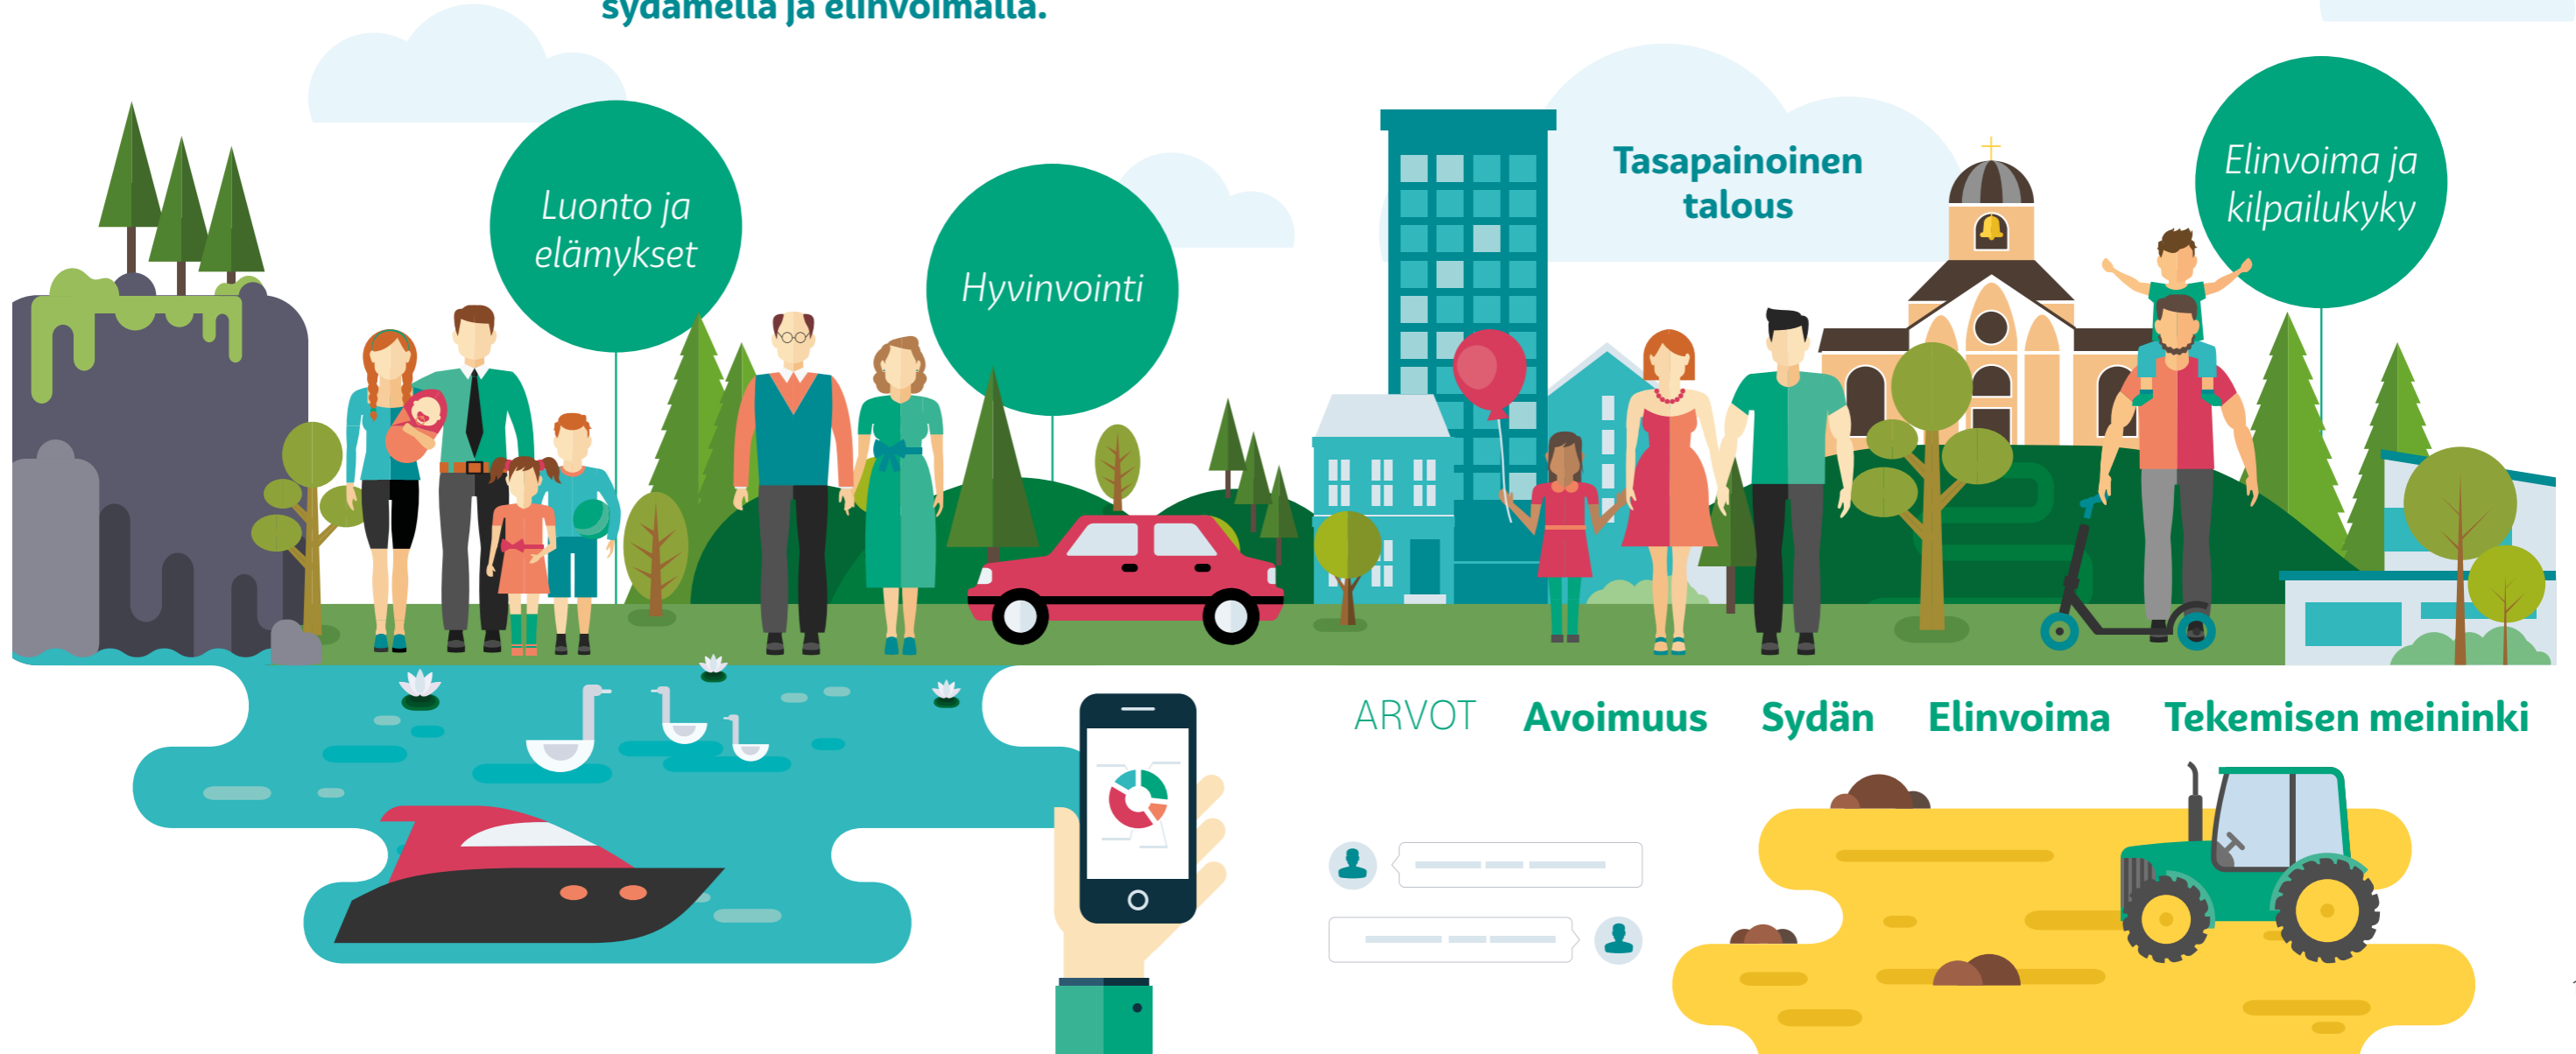 sydämellä ja elinvoimalla.
Luonto ja
elämykset
Hyvinvointi
Tasapainoinen
talous
Elinvoima ja
kilpailukyky
ARVOT Avoimuus Sydän Elinvoima Tekemisen meininki